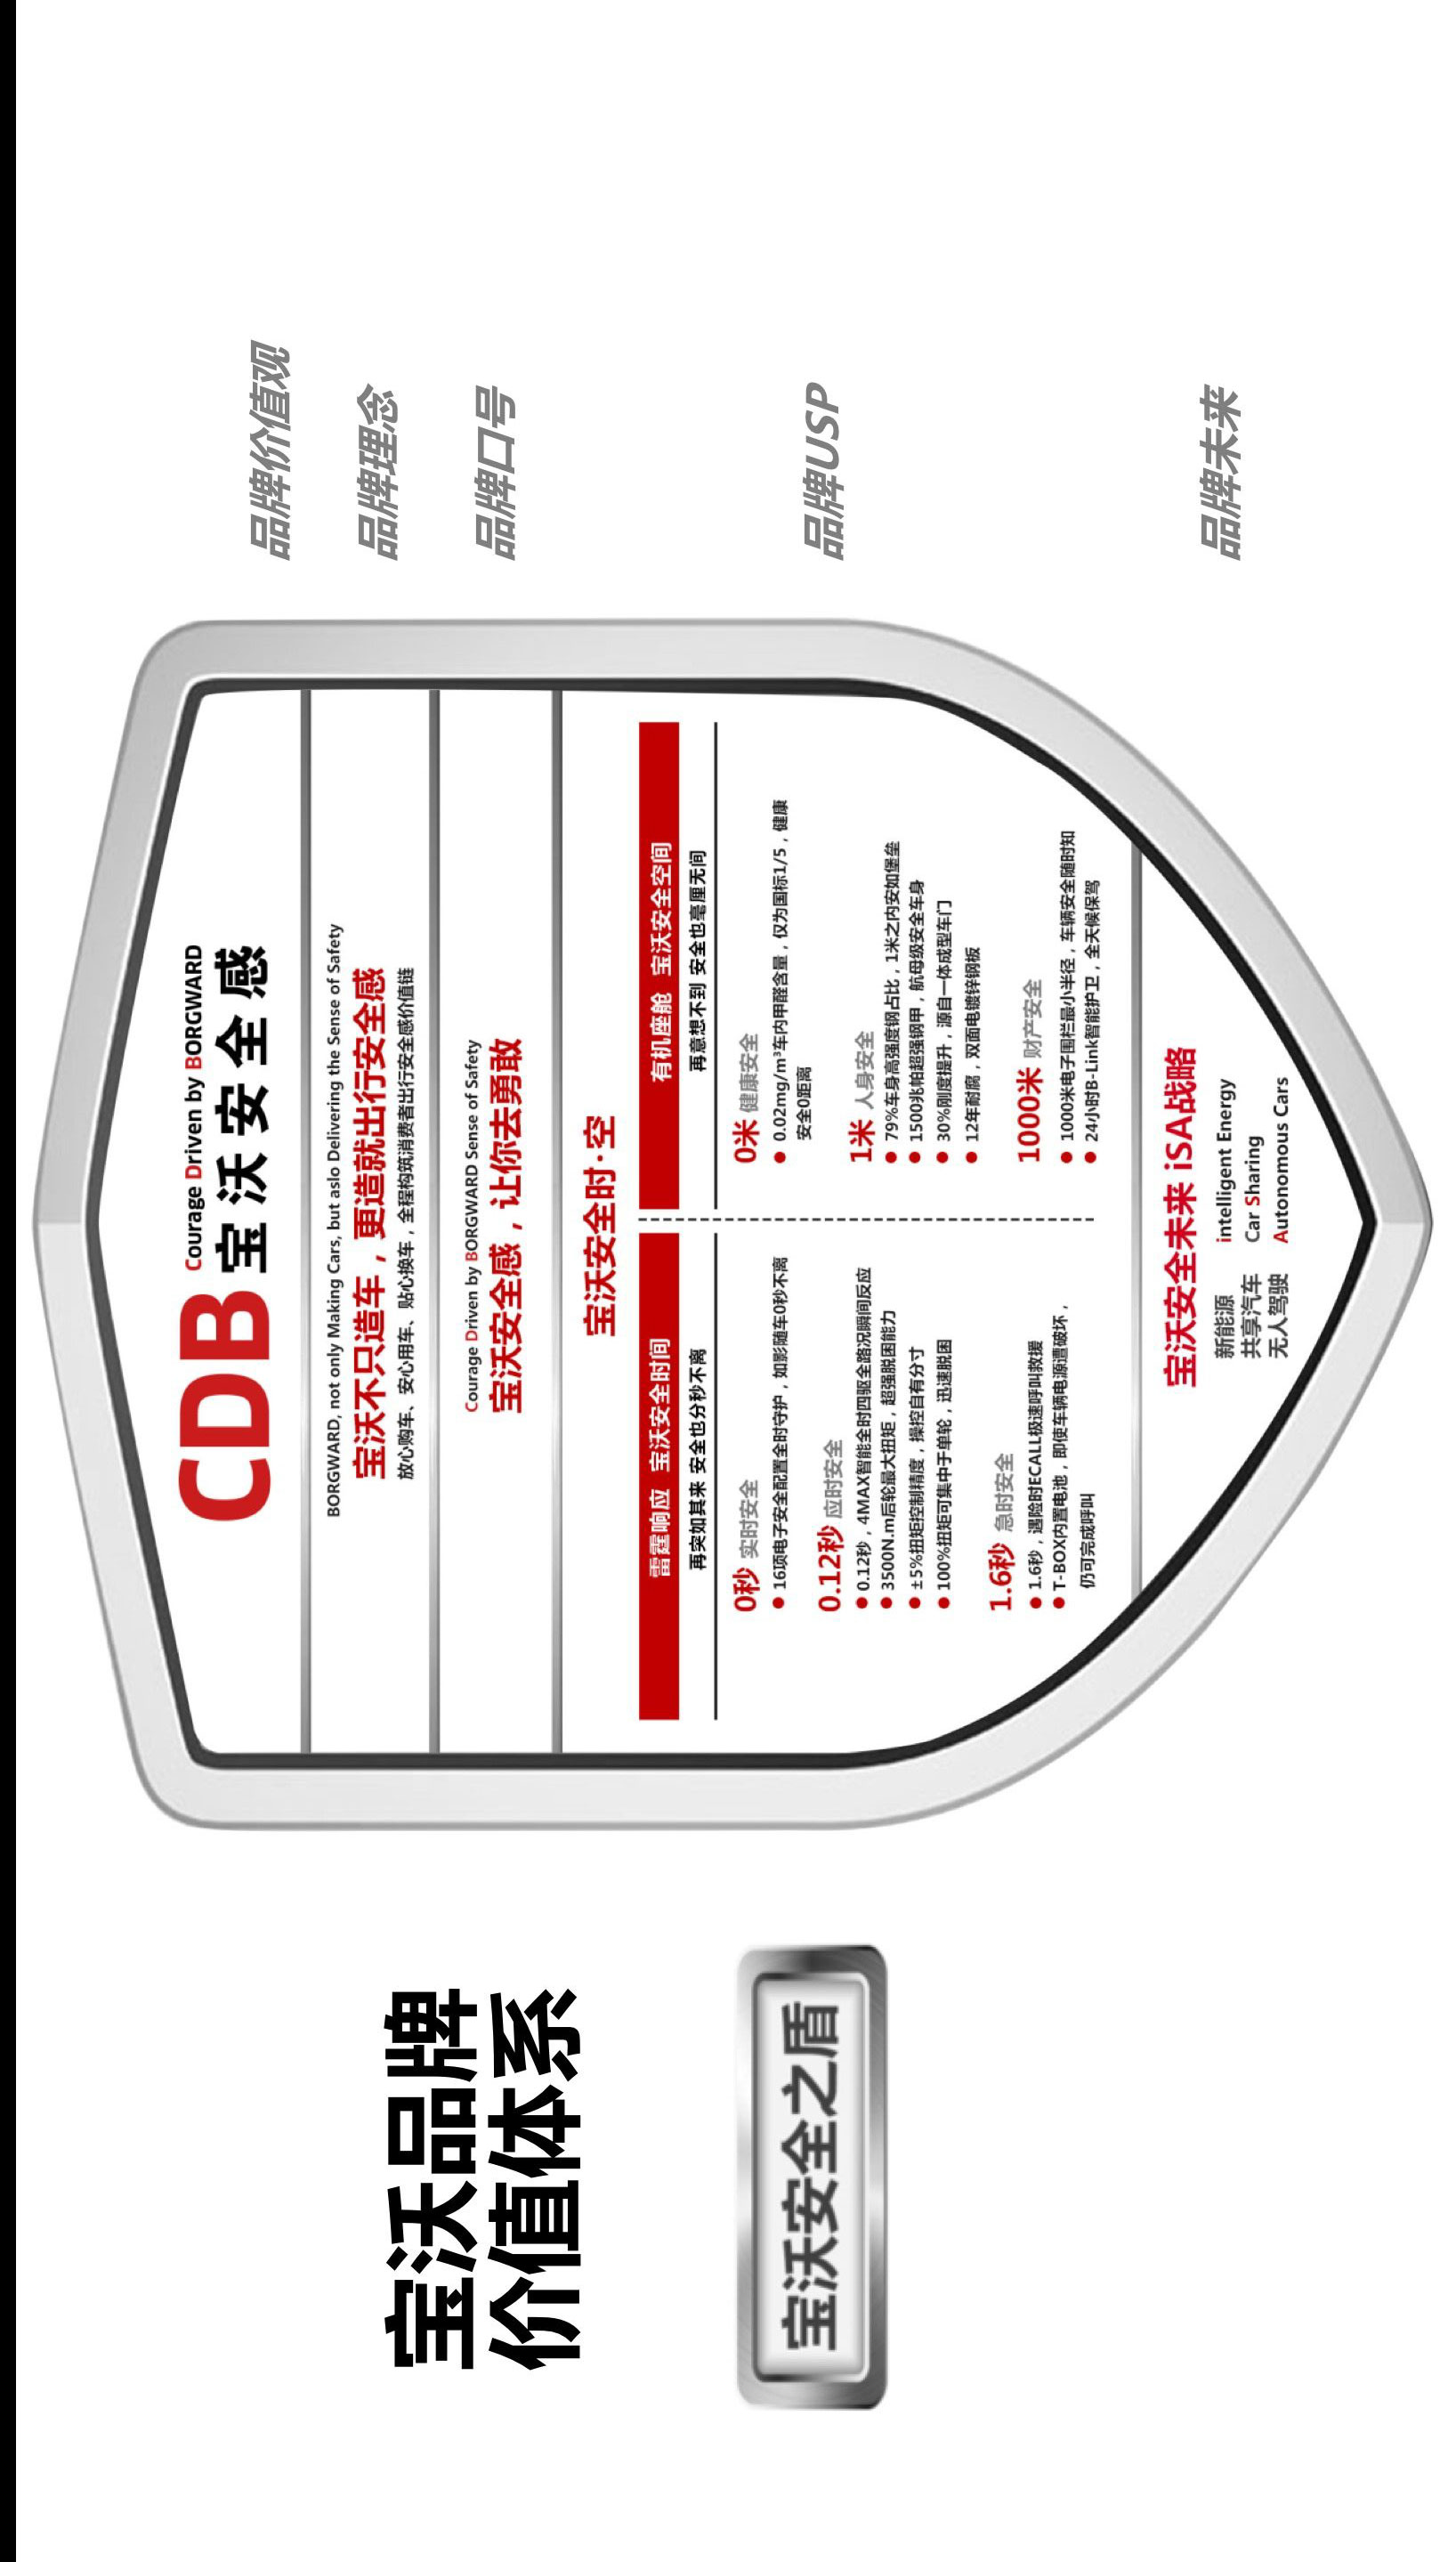 宝沃品牌
价值体系
宝沃安全之盾
CDB
Courage Driven by BORGWARD
宝沃安全感
品牌价值观
BORGWARD, not only Making Cars, but aslo Delivering the Sense of Safety
宝沃不只造车，更造就出行安全感
放心购车、安心用车、贴心换车，全程构筑消费者出行安全感价值链
品牌理念
Courage Driven by BORGWARD Sense of Safety
宝沃安全感，让你去勇敢
品牌口号
宝沃安全时·空
品牌USP
雷霆响应 宝沃安全时间
再突如其来 安全也分秒不离
0秒 实时安全
● 16项电子安全配置全时守护，如影随车0秒不离
0.12秒 应时安全
● 0.12秒，4MAX智能全时四驱全路况瞬间反应
● 3500N.m后轮最大扭矩，超强脱困能力
● ±5%扭矩控制精度，操控自有分寸
● 100%扭矩可集中于单轮，迅速脱困
1.6秒 急时安全
● 1.6秒，遇险时ECALL极速呼叫救援
● T-BOX内置电池，即使车辆电源遭破坏，
仍可完成呼叫
有机座舱 宝沃安全空间
再意想不到 安全也毫厘无间
0米 健康安全
● 0.02mg/m³车内甲醛含量，仅为国标1/5，健康
安全0距离
1米 人身安全
● 79%车身高强度钢占比，1米之内安如堡垒
● 1500兆帕超强钢甲，航母级安全车身
● 30%刚度提升，源自一体成型车门
● 12年耐腐，双面电镀锌钢板
1000米 财产安全
● 1000米电子围栏最小半径，车辆安全随时知
● 24小时B-Link智能护卫，全天候保驾
宝沃安全未来 iSA战略
新能源 intelligent Energy
共享汽车 Car Sharing
无人驾驶 Autonomous Cars
品牌未来